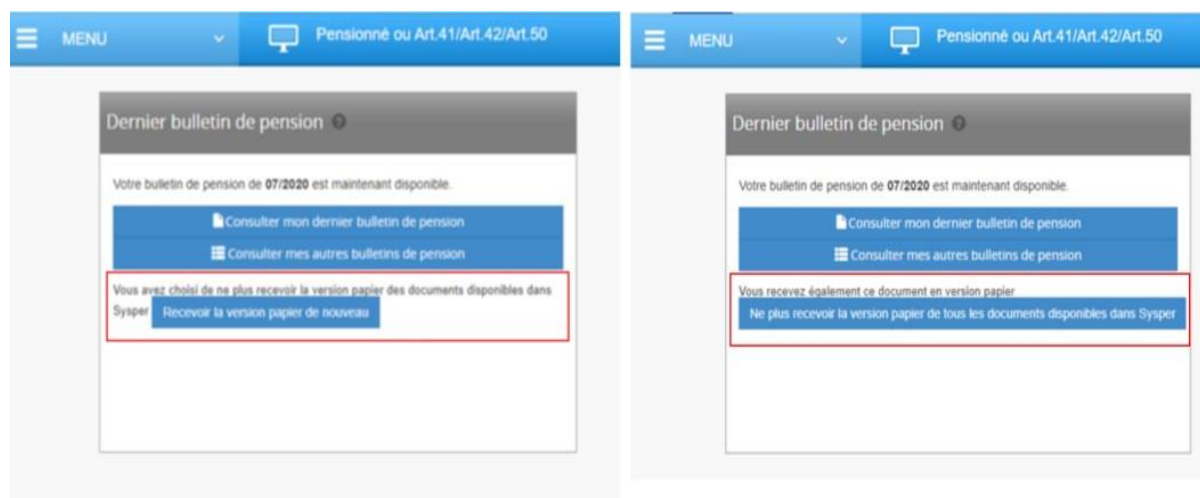 MENU
Pensionné ou Art.41/Art.42/Art.50
Dernier bulletin de pension
Votre bulletin de pension de 07/2020 est maintenant disponible.
Consulter mon dernier bulletin de pension
Consulter mes autres bulletins de pension
Vous avez choisi de ne plus recevoir la version papier des documents disponibles dans
Sysper Recevoir la version papier de nouveau
MENU
Pensionné ou Art.41/Art.42/Art.50
Dernier bulletin de pension
Votre bulletin de pension de 07/2020 est maintenant disponible.
Consulter mon dernier bulletin de pension
Consulter mes autres bulletins de pension
Vous recevez également ce document en version papier
Ne plus recevoir la version papier de tous les documents disponibles dans Sysper